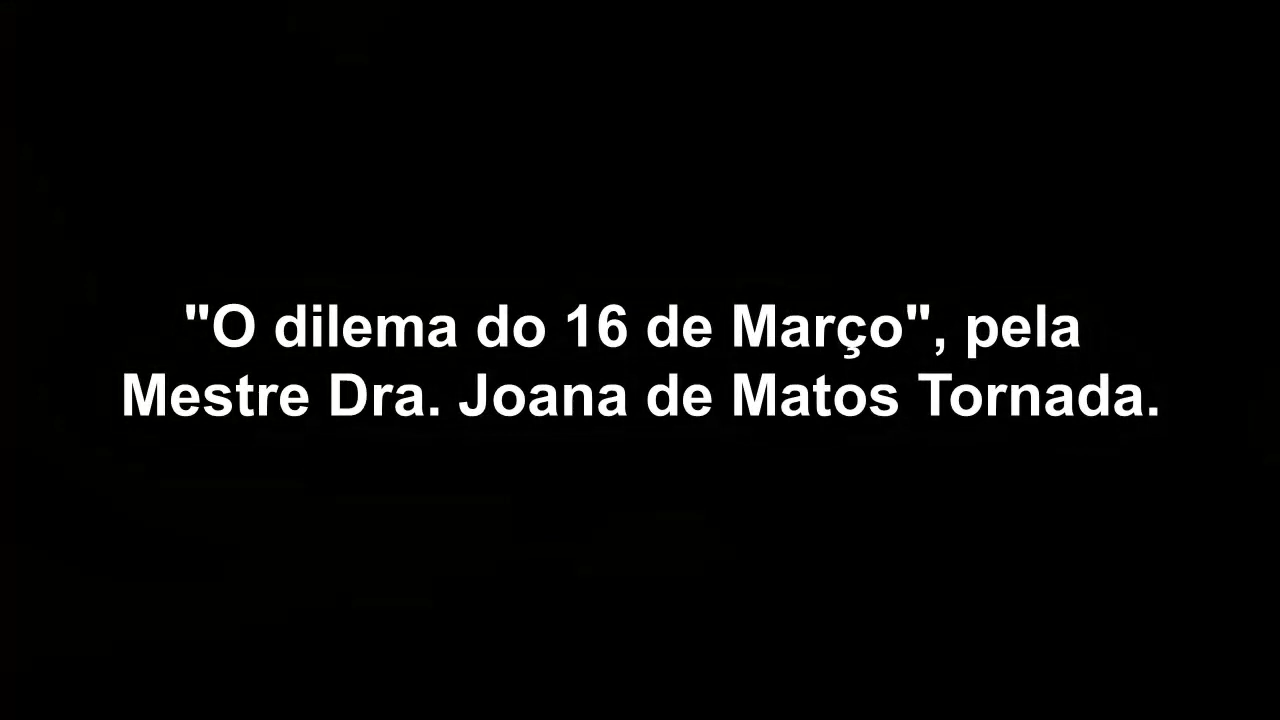 "O dilema do 16 de Março", pela
Mestre Dra. Joana de Matos Tornada.